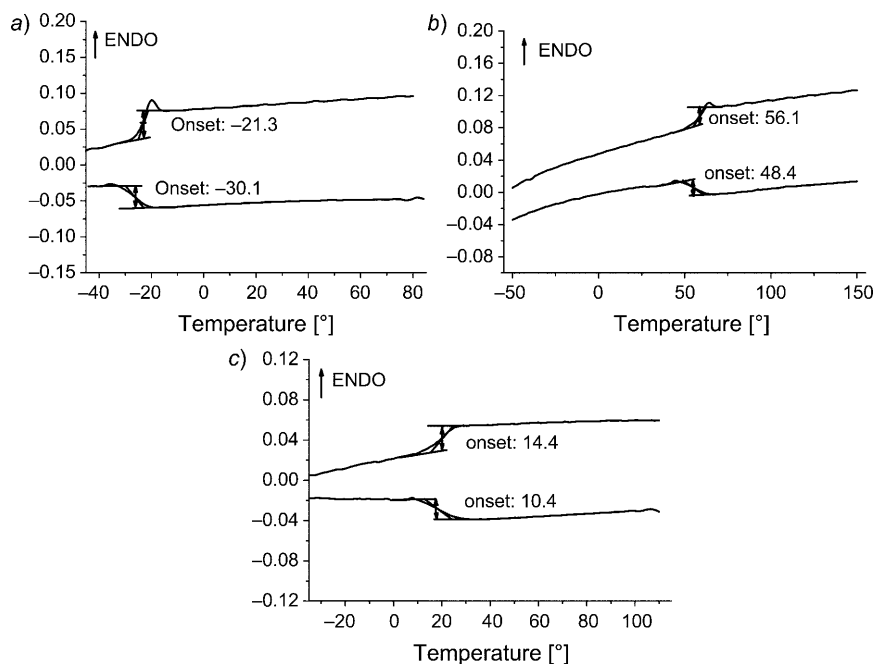 a)
ENDO
0.20
0.15
0.10
0.05
0.00
–0.05
–0.10
–0.15
Onset: –21.3
Onset: –30.1
–40 –20 0 20 40 60 80
Temperature [°]
b)
ENDO
0.20
0.16
0.12
0.08
0.04
0.00
–0.04
–0.08
onset: 56.1
onset: 48.4
–50 0 50 100 150
Temperature [°]
c)
ENDO
0.12
0.08
0.04
0.00
–0.04
–0.08
–0.12
onset: 14.4
onset: 10.4
–20 0 20 40 60 80 100
Temperature [°]